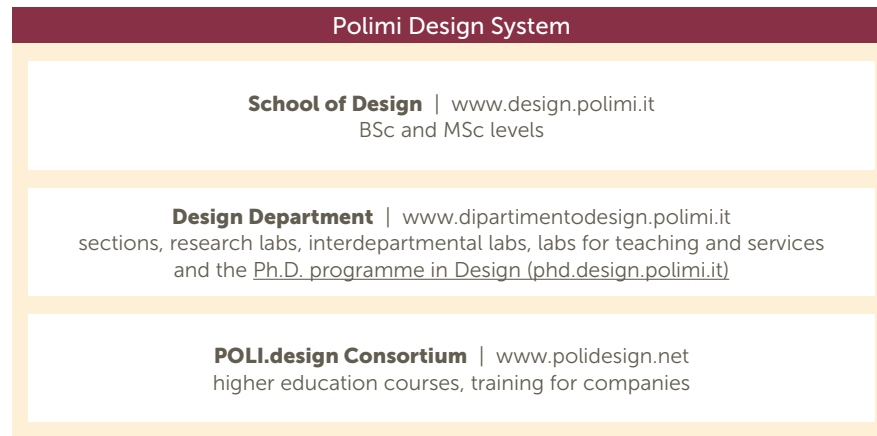 Polimi Design System
School of Design | www.design.polimi.it
BSc and MSc levels
Design Department | www.dipartimentodesign.polimi.it
sections, research labs, interdepartmental labs, labs for teaching and services
and the Ph.D. programme in Design (phd.design.polimi.it)
POLI.design Consortium | www.polidesign.net
higher education courses, training for companies